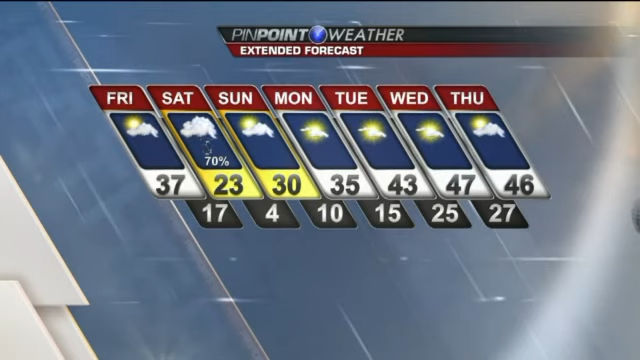 PINPOINT WEATHER
EXTENDED FORECAST
FRI SAT SUN MON TUE WED THU
70%
37 23 30 35 43 47 46
17 4 10 15 25 27